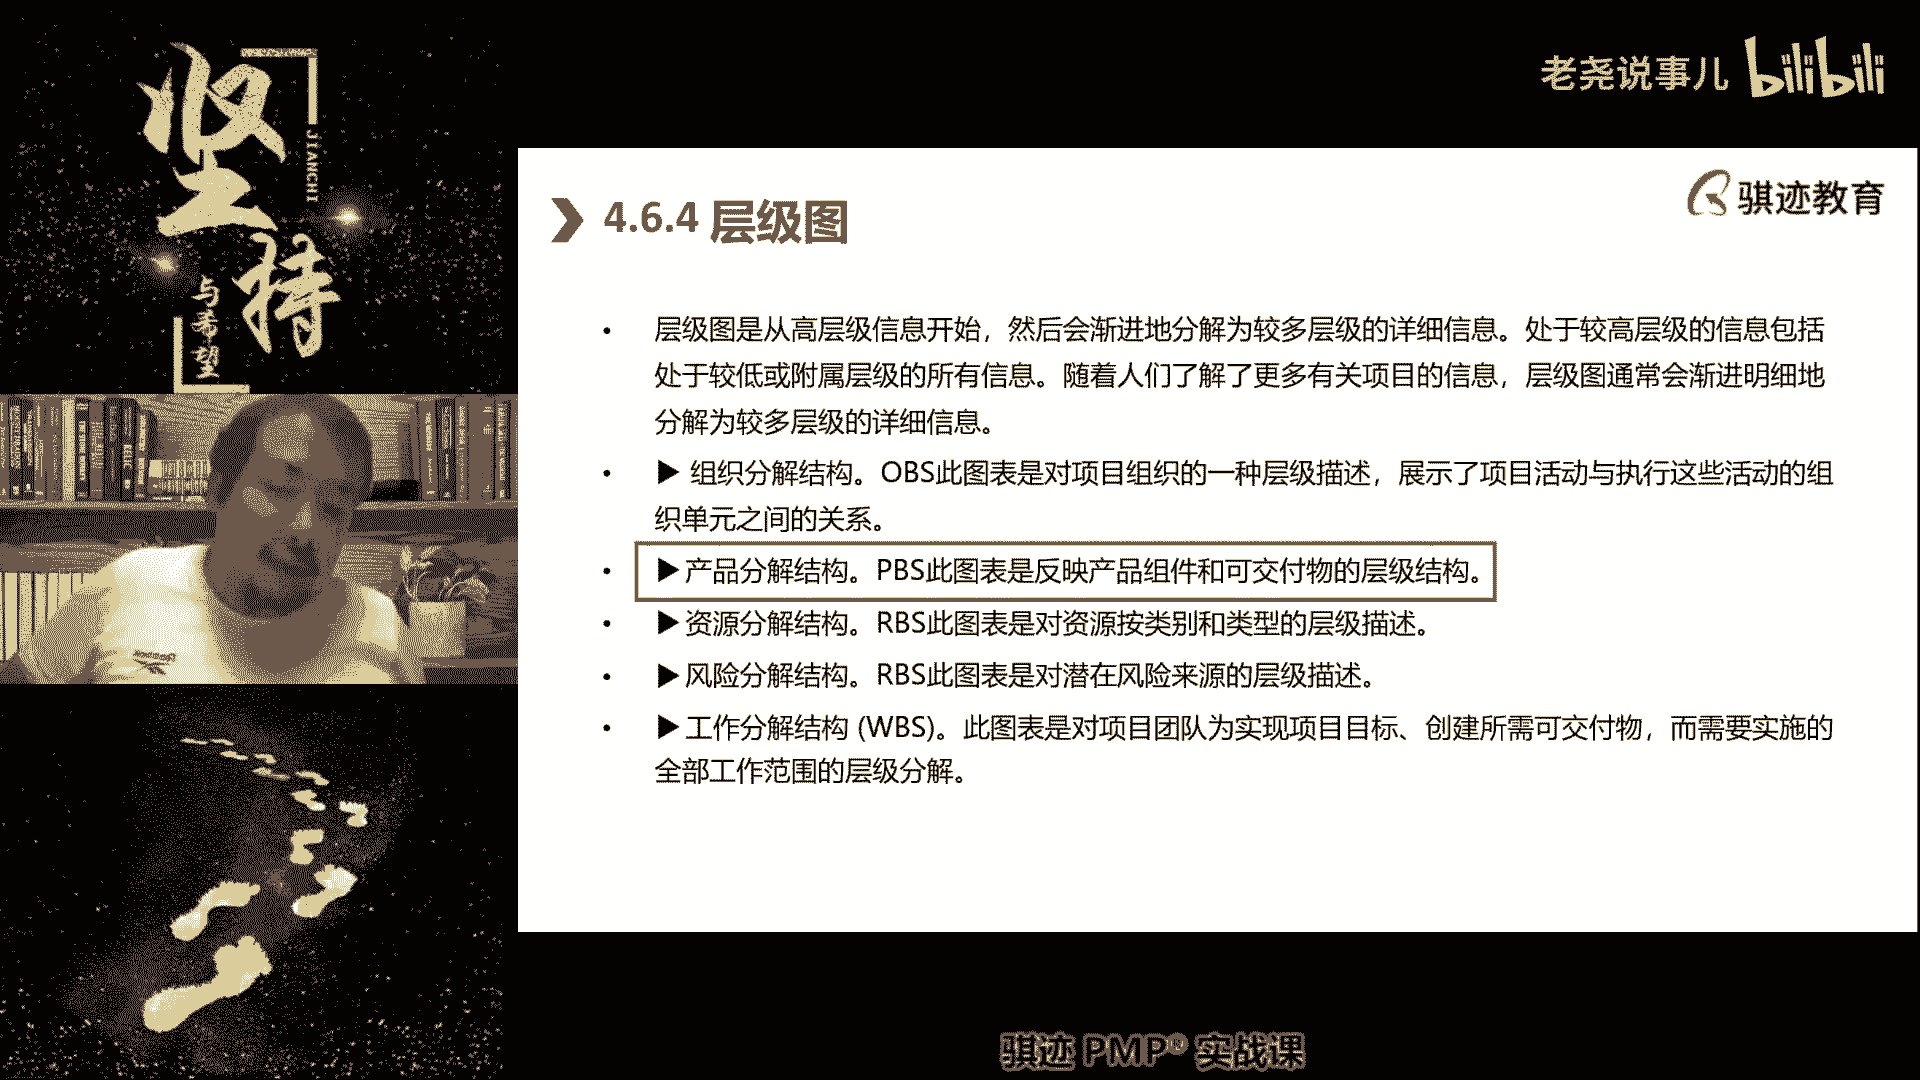 坚持
JIANCHI
与希望
老尧说事儿 bilibili
骐迹教育
4.6.4 层级图
• 层级图是从高层级信息开始，然后会渐进地分解为较多层级的详细信息。处于较高层级的信息包括
处于较低或附属层级的所有信息。随着人们了解了更多有关项目的信息，层级图通常会渐进明细地
分解为较多层级的详细信息。
• ▶ 组织分解结构。OBS此图表是对项目组织的一种层级描述，展示了项目活动与执行这些活动的组
织单元之间的关系。
• ▶产品分解结构。PBS此图表是反映产品组件和可交付物的层级结构。
• ▶资源分解结构。RBS此图表是对资源按类别和类型的层级描述。
• ▶风险分解结构。RBS此图表是对潜在风险来源的层级描述。
• ▶工作分解结构 (WBS)。此图表是对项目团队为实现项目目标、创建所需可交付物，而需要实施的
全部工作范围的层级分解。
骐迹 PMP® 实战课